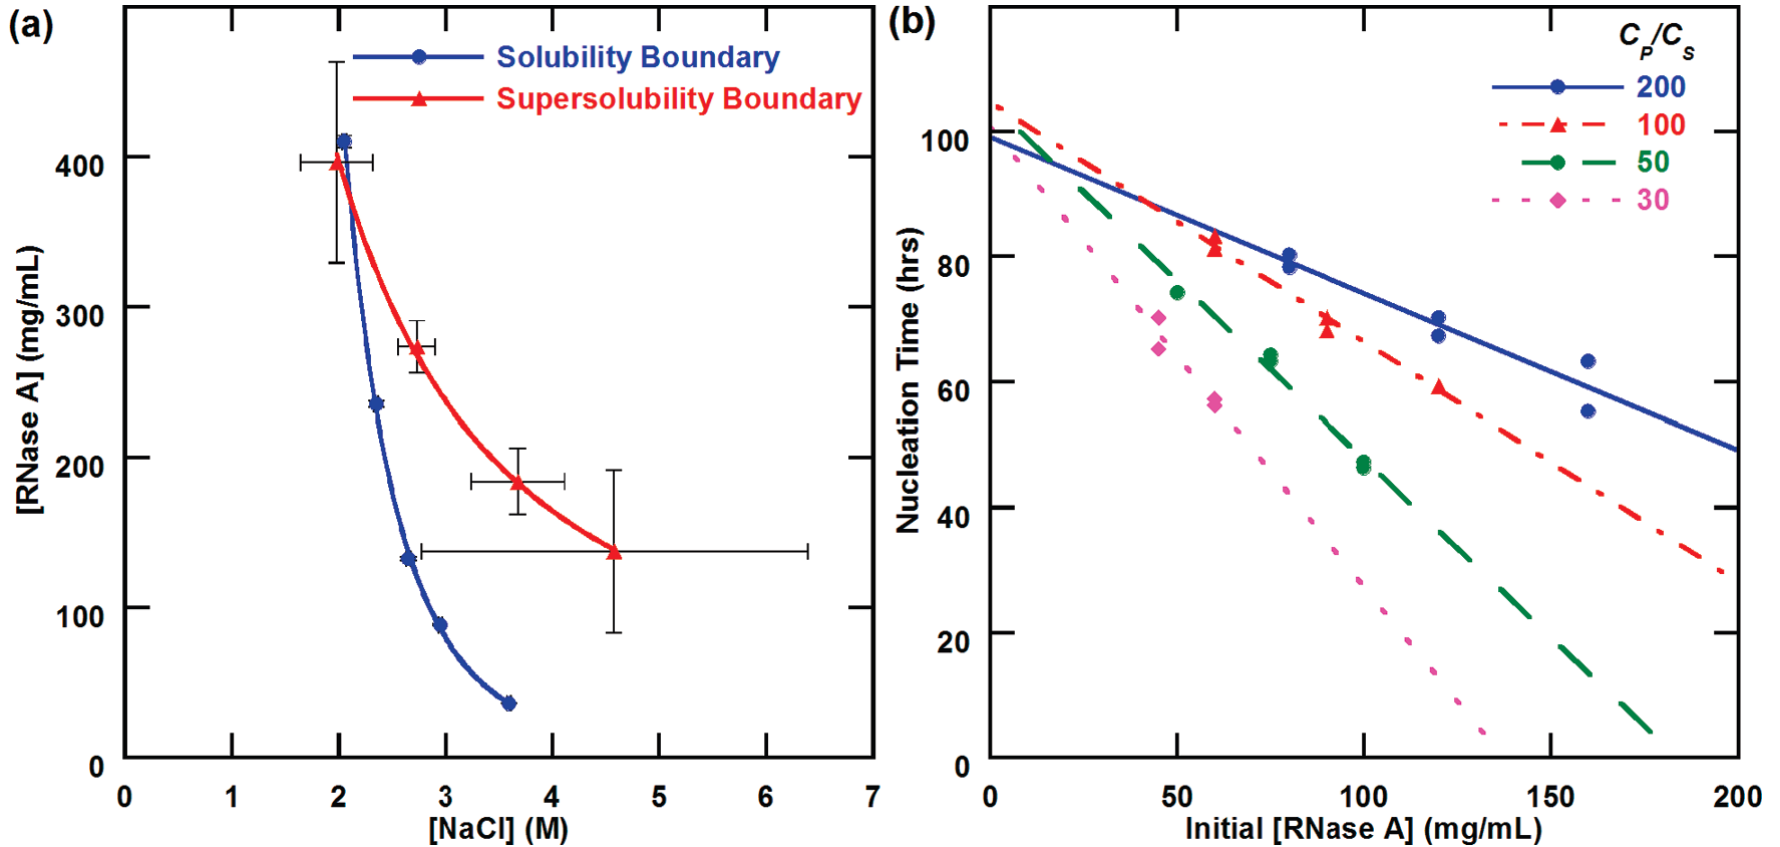 (a)
Solubility Boundary
Supersolubility Boundary
[RNase A] (mg/mL)
400
300
200
100
0
0 1 2 3 4 5 6 7
[NaCl] (M)
(b)
C_P/C_S
200
100
50
30
Nucleation Time (hrs)
100
80
60
40
20
0
0 50 100 150 200
Initial [RNase A] (mg/mL)